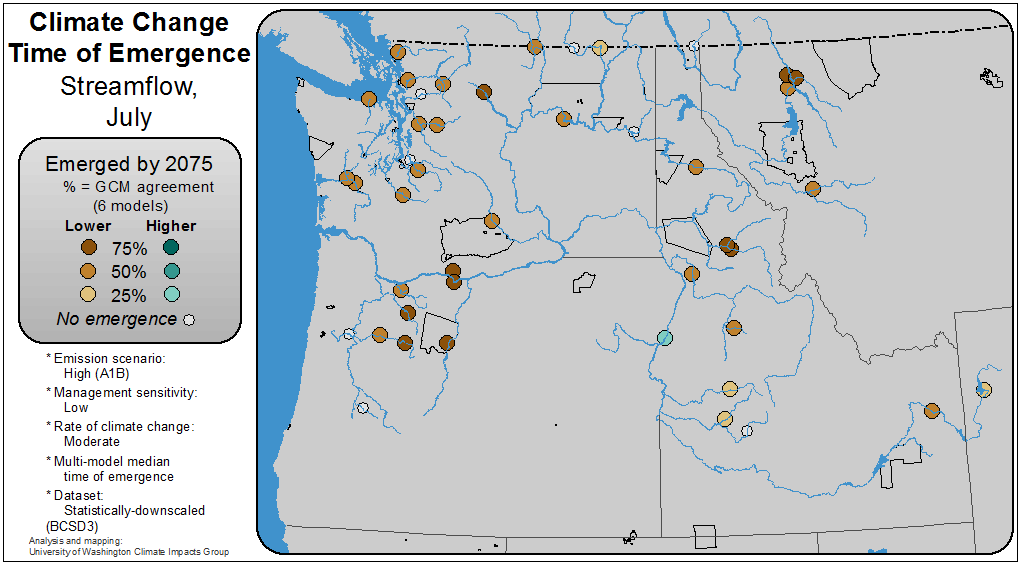 Climate Change
Time of Emergence
Streamflow,
July
Emerged by 2075
% = GCM agreement
(6 models)
Lower Higher
75%
50%
25%
No emergence
* Emission scenario:
High (A1B)
* Management sensitivity:
Low
* Rate of climate change:
Moderate
* Multi-model median
time of emergence
* Dataset:
Statistically-downscaled
(BCSD3)
Analysis and mapping:
University of Washington Climate Impacts Group